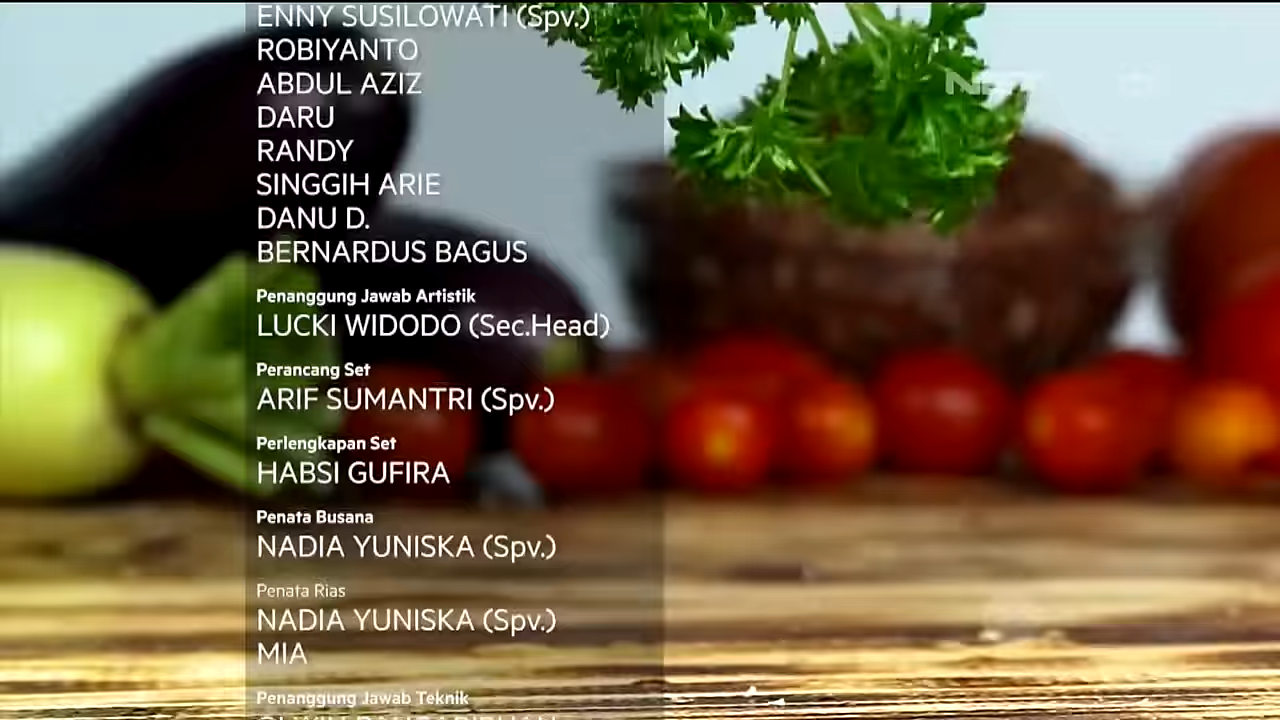 ENNY SUSILOWATI (Spv.)
ROBIYANTO
ABDUL AZIZ
DARU
RANDY
SINGGIH ARIE
DANU D.
BERNARDUS BAGUS
Penanggung Jawab Artistik
LUCKI WIDODO (Sec.Head)
Perancang Set
ARIF SUMANTRI (Spv.)
Perlengkapan Set
HABSI GUFIRA
Penata Busana
NADIA YUNISKA (Spv.)
Penata Rias
NADIA YUNISKA (Spv.)
MIA
Penanggung Jawab Teknik